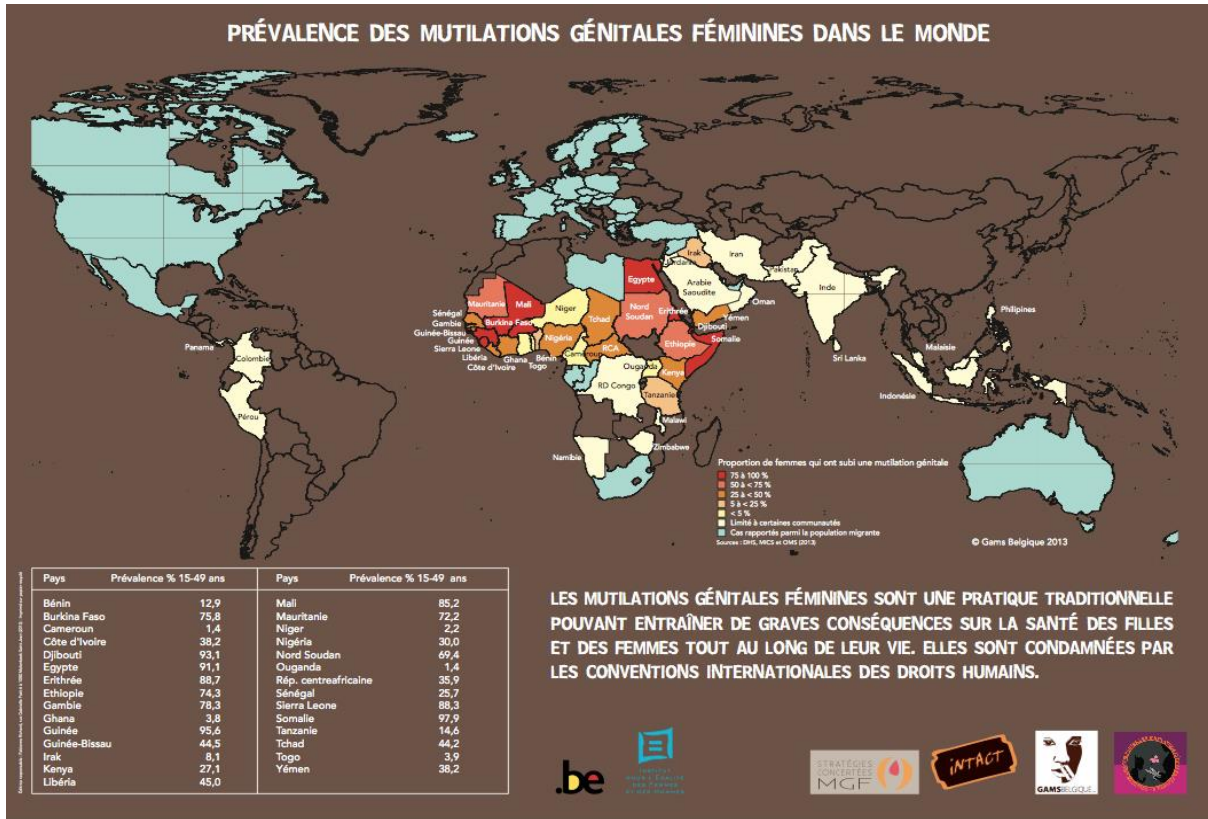 PRÉVALENCE DES MUTILATIONS GÉNITALES FÉMININES DANS LE MONDE
Irak
Iran
Jordanie
Pakistan
Egypte
Arabie
Saoudite
Inde
Oman
Mauritanie
Mali
Niger
Tchad
Nord
Soudan
Erithrée
Yémen
Philipines
Sénégal
Gambie
Guinée-Bissau
Guinée
Sierra Leone
Libéria
Côte d'Ivoire
Burkina Faso
Ghana
Togo
Bénin
Nigéria
Cameroun
RCA
Ethiopie
Djibouti
Somalie
Panama
Colombie
Pérou
Ouganda
Kenya
RD Congo
Tanzanie
Malawi
Zimbabwe
Namibie
Sri Lanka
Malaisie
Indonésie
Proportion de femmes qui ont subi une mutilation génitale
75 à 100 %
50 à < 75 %
25 à < 50 %
5 à < 25 %
< 5 %
Limité à certaines communautés
Cas rapportés parmi la population migrante
Sources : DHS, MICS et OMS (2013)
© Gams Belgique 2013
Pays Prévalence % 15-49 ans
Bénin 12,9
Burkina Faso 75,8
Cameroun 1,4
Côte d'Ivoire 38,2
Djibouti 93,1
Egypte 91,1
Erithrée 88,7
Ethiopie 74,3
Gambie 78,3
Ghana 3,8
Guinée 95,6
Guinée-Bissau 44,5
Irak 8,1
Kenya 27,1
Libéria 45,0
Pays Prévalence % 15-49 ans
Mali 85,2
Mauritanie 72,2
Niger 2,2
Nigéria 30,0
Nord Soudan 69,4
Ouganda 1,4
Rép. centreafricaine 35,9
Sénégal 25,7
Sierra Leone 88,3
Somalie 97,9
Tanzanie 14,6
Tchad 44,2
Togo 3,9
Yémen 38,2
LES MUTILATIONS GÉNITALES FÉMININES SONT UNE PRATIQUE TRADITIONNELLE
POUVANT ENTRAÎNER DE GRAVES CONSÉQUENCES SUR LA SANTÉ DES FILLES
ET DES FEMMES TOUT AU LONG DE LEUR VIE. ELLES SONT CONDAMNÉES PAR
LES CONVENTIONS INTERNATIONALES DES DROITS HUMAINS.
.be
INSTITUT
POUR L'ÉGALITÉ
DES FEMMES
ET DES HOMMES
STRATÉGIES
CONCERTÉES
MGF
INTACT
GAMSBELGIQUE